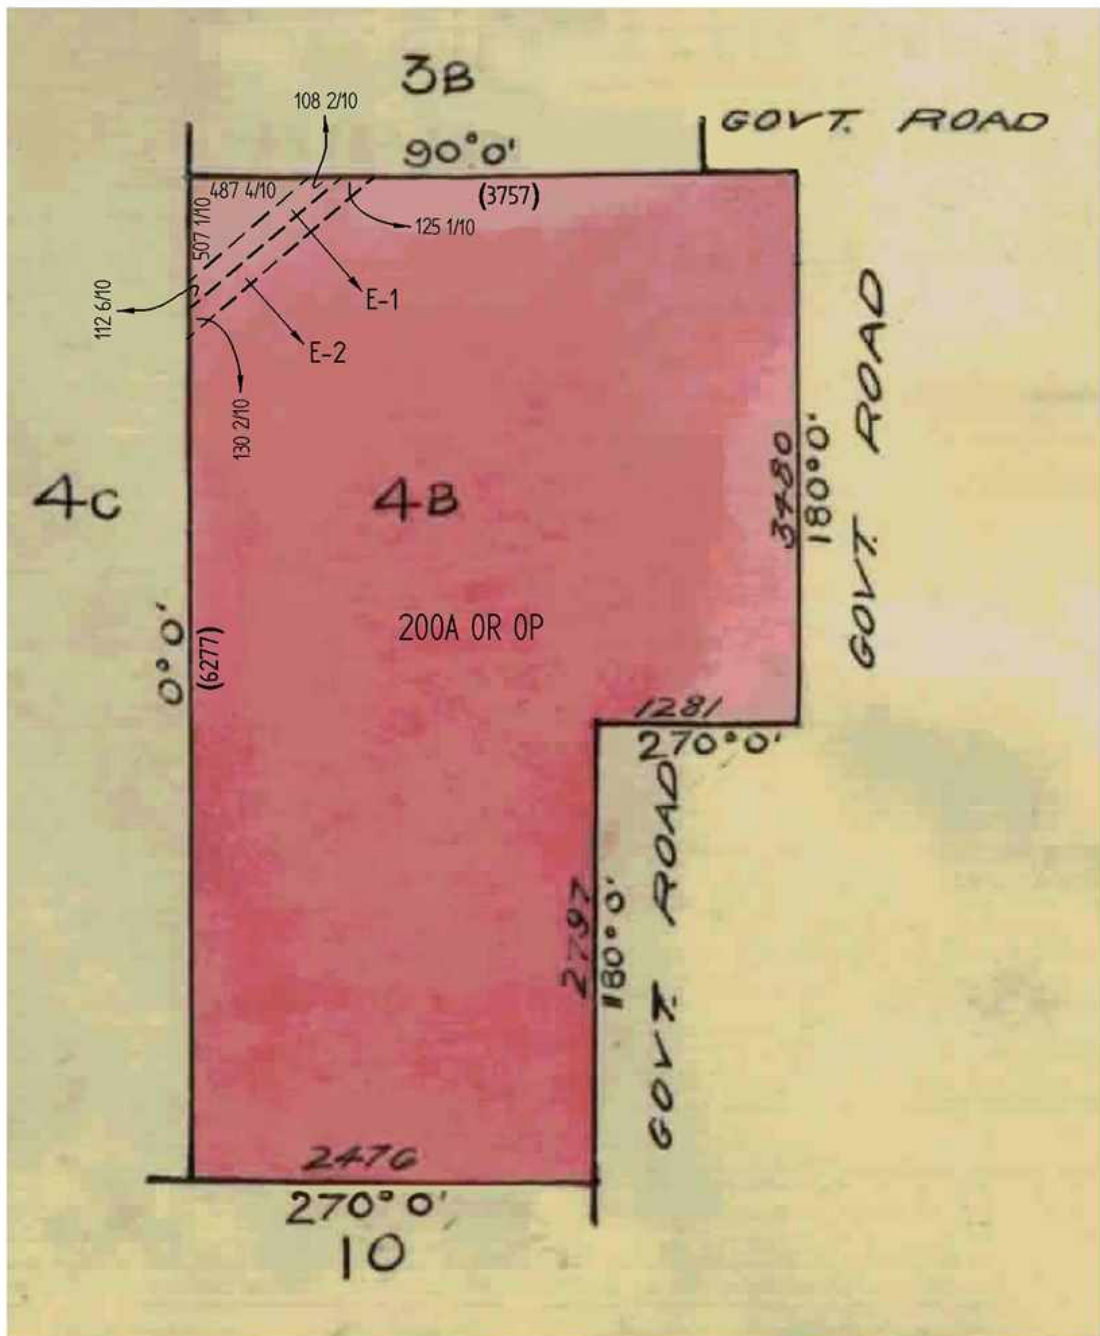 3B
108 2/10
GOVT. ROAD
90°0'
487 4/10
(3757)
507 1/10
125 1/10
112 6/10
E-1
E-2
130 2/10
GOVT. ROAD
3480
180°0'
4C
4B
200A 0R 0P
0°0'
(6277)
1281
270°0'
GOVT. ROAD
2797
180°0'
2476
270°0'
10